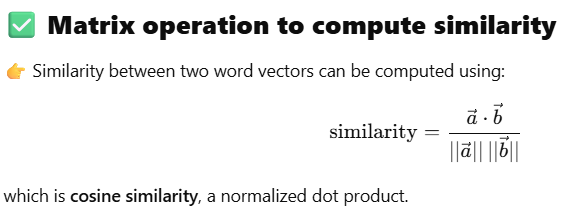 ✅ Matrix operation to compute similarity
👉 Similarity between two word vectors can be computed using:
similarity = \frac{\vec{a} \cdot \vec{b}}{||\vec{a}|| \, ||\vec{b}||}
which is cosine similarity, a normalized dot product.